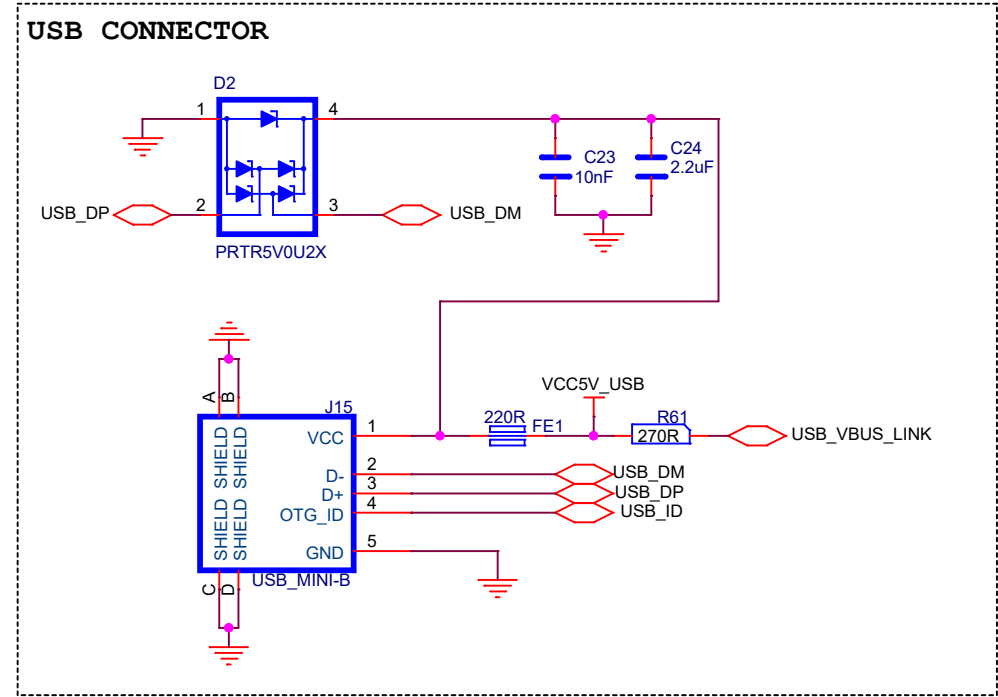 USB CONNECTOR
D2
1
4
C23
10nF
C24
2.2uF
USB_DP
2
3
USB_DM
PRTR5V0U2X
A
B
J15
VCC5V_USB
1
220R
FE1
R61
270R
USB_VBUS_LINK
VCC
SHIELD
SHIELD
2
D-
USB_DM
3
D+
USB_DP
4
OTG_ID
USB_ID
SHIELD
SHIELD
5
GND
USB_MINI-B
C
D